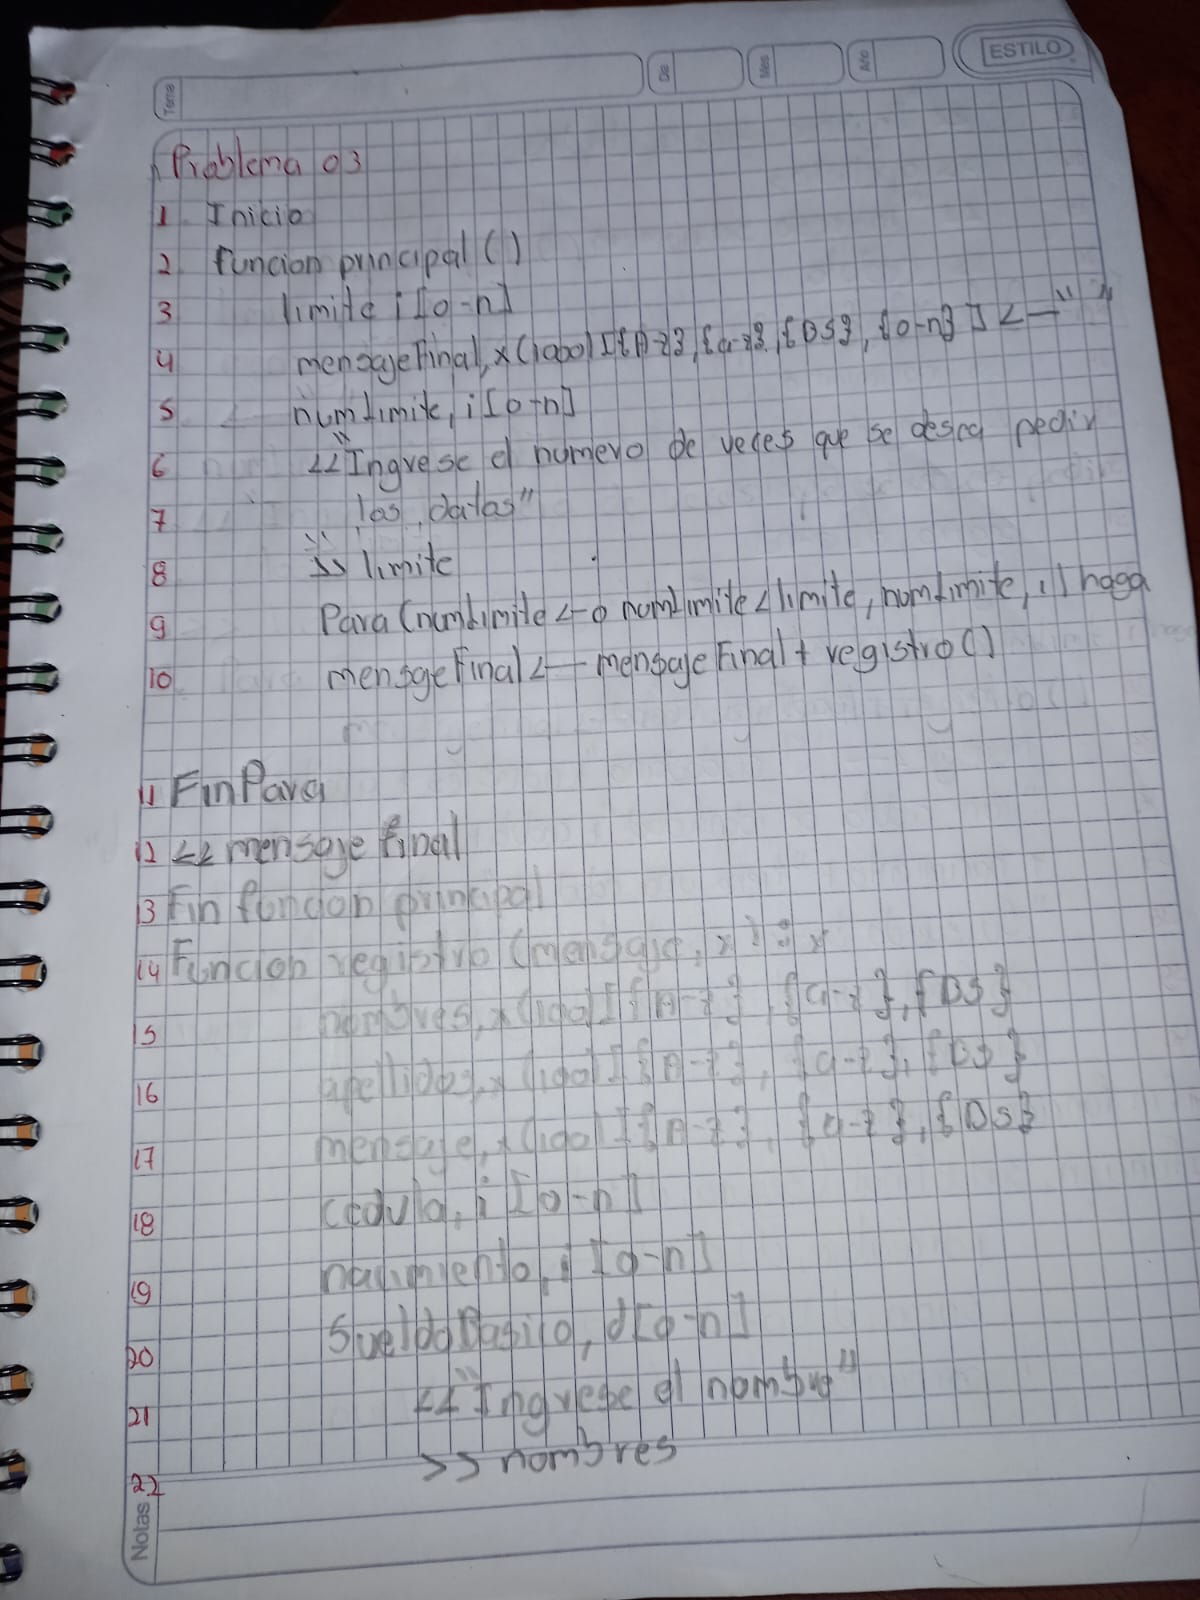 Tema
Dia
Mes
Año
ESTILO
Problema 03
1 Inicio
2 funcion principal ( )
3 limite i [0-n]
4 mensajeFinal, x (1000) [{A-z}, {a-z}, {DS}, {0-n}] <— " "
5 numLimite, i [0-n]
6 << "Ingrese el numero de veces que se desea pedir
7 los datos"
8 >> limite
9 Para (numLimite <- 0 numLimite < limite, numLimite, 1) haga
10 mensajeFinal <— mensajeFinal + registro ( )
11 Fin Para
12 << mensaje final
13 Fin funcion principal
14 Funcion registro (mensaje, x) : x
15 nombres, x (100) [{A-z}, {a-z}, {DS}
16 apellidos, x (100) [{A-z}, {a-z}, {DS}
17 mensaje, x (100) [{A-z}, {a-z}, {DS}
18 cedula, i [0-n]
19 nacimiento, i [0-n]
20 SueldoBasico, d [0-n]
21 << "Ingrese el nombre"
22 >> nombres
Notas